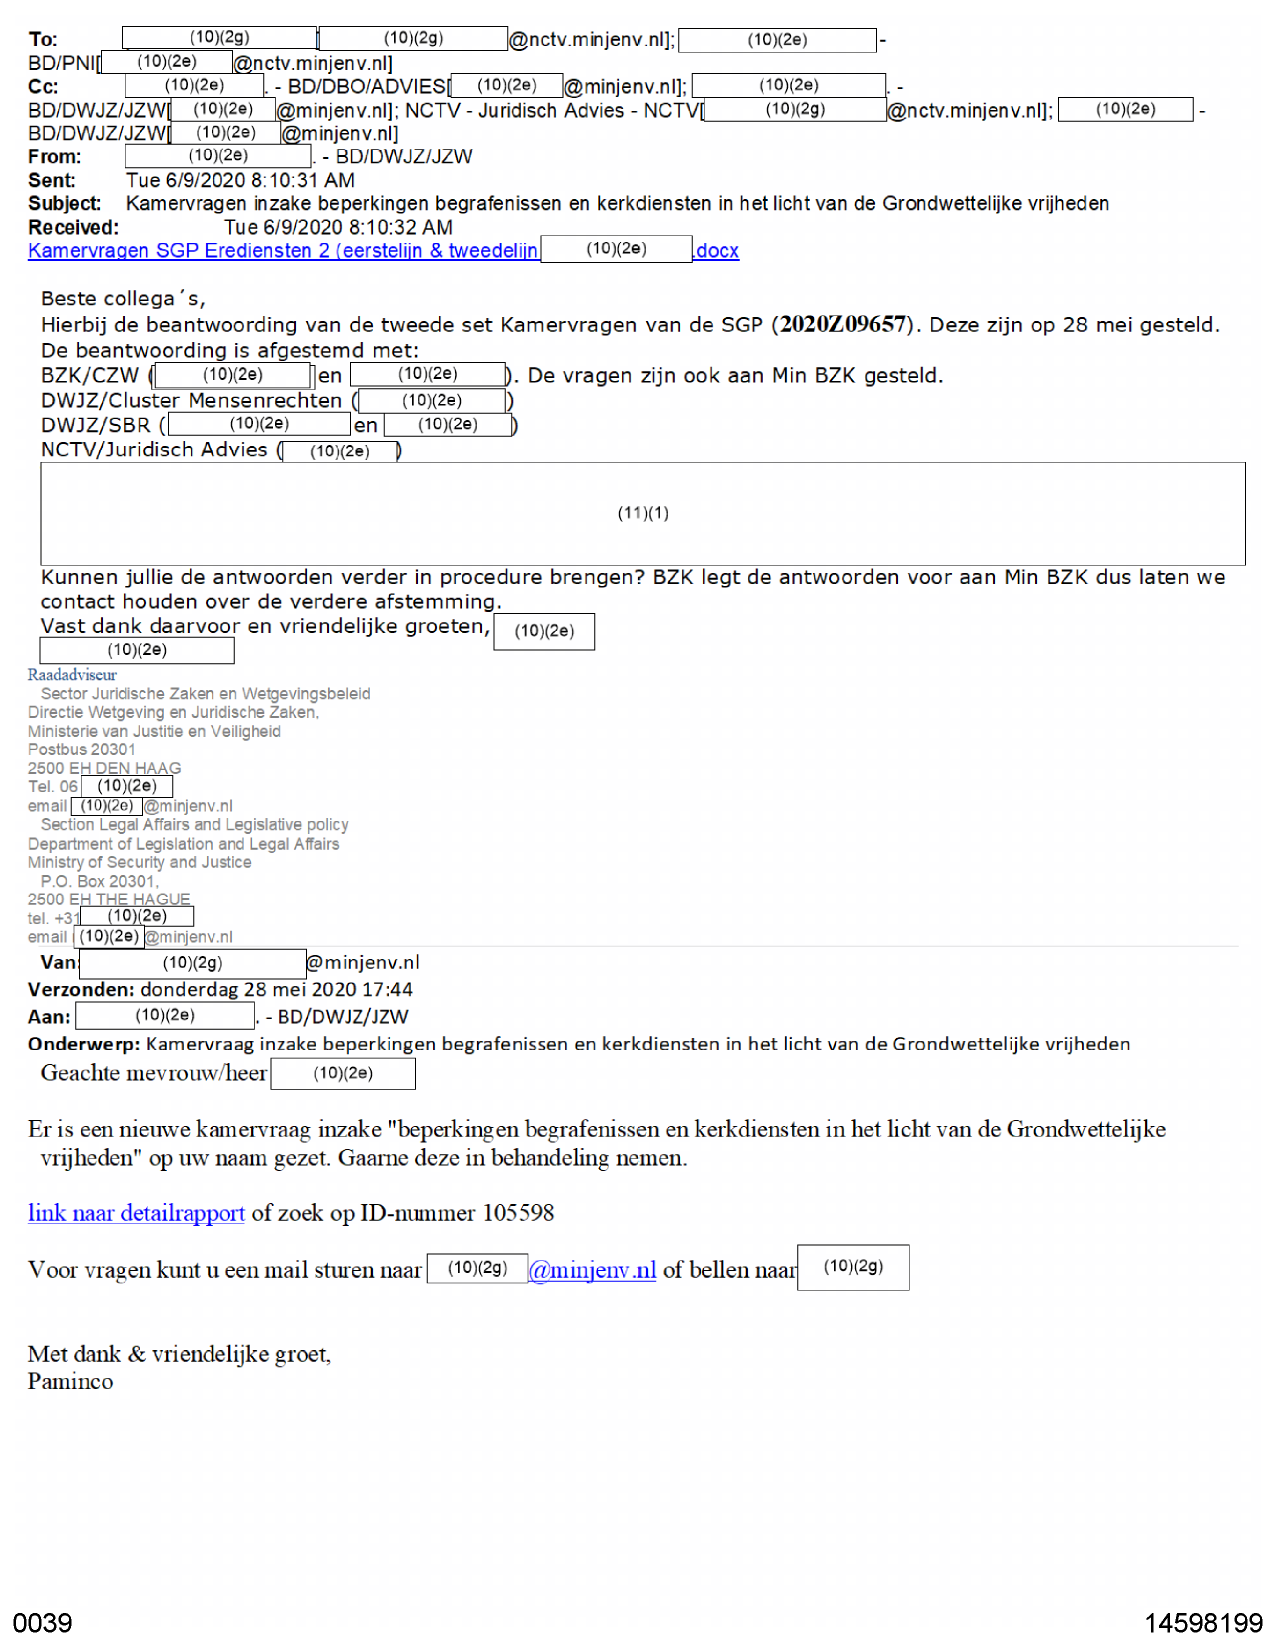 To: (10)(2g) (10)(2g) @nctv.minjenv.nl]; (10)(2e) -
BD/PNI[ (10)(2e) @nctv.minjenv.nl]
Cc: (10)(2e) . - BD/DBO/ADVIES[ (10)(2e) @minjenv.nl]; (10)(2e) . -
BD/DWJZ/JZW[ (10)(2e) @minjenv.nl]; NCTV - Juridisch Advies - NCTV[ (10)(2g) @nctv.minjenv.nl]; (10)(2e) -
BD/DWJZ/JZW[ (10)(2e) @minjenv.nl]
From: (10)(2e) . - BD/DWJZ/JZW
Sent: Tue 6/9/2020 8:10:31 AM
Subject: Kamervragen inzake beperkingen begrafenissen en kerkdiensten in het licht van de Grondwettelijke vrijheden
Received: Tue 6/9/2020 8:10:32 AM
Kamervragen SGP Erediensten 2 (eerstelijn & tweedelijn (10)(2e) .docx
Beste collega´s,
Hierbij de beantwoording van de tweede set Kamervragen van de SGP (2020Z09657). Deze zijn op 28 mei gesteld.
De beantwoording is afgestemd met:
BZK/CZW ( (10)(2e) en (10)(2e) ). De vragen zijn ook aan Min BZK gesteld.
DWJZ/Cluster Mensenrechten ( (10)(2e) )
DWJZ/SBR ( (10)(2e) en (10)(2e) )
NCTV/Juridisch Advies ( (10)(2e) )
(11)(1)
Kunnen jullie de antwoorden verder in procedure brengen? BZK legt de antwoorden voor aan Min BZK dus laten we
contact houden over de verdere afstemming.
Vast dank daarvoor en vriendelijke groeten, (10)(2e)
(10)(2e)
Raadadviseur
Sector Juridische Zaken en Wetgevingsbeleid
Directie Wetgeving en Juridische Zaken,
Ministerie van Justitie en Veiligheid
Postbus 20301
2500 EH DEN HAAG
Tel. 06 (10)(2e)
email (10)(2e) @minjenv.nl
Section Legal Affairs and Legislative policy
Department of Legislation and Legal Affairs
Ministry of Security and Justice
P.O. Box 20301,
2500 EH THE HAGUE
tel. +31 (10)(2e)
email (10)(2e) @minjenv.nl
Van: (10)(2g) @minjenv.nl
Verzonden: donderdag 28 mei 2020 17:44
Aan: (10)(2e) . - BD/DWJZ/JZW
Onderwerp: Kamervraag inzake beperkingen begrafenissen en kerkdiensten in het licht van de Grondwettelijke vrijheden
Geachte mevrouw/heer (10)(2e)
Er is een nieuwe kamervraag inzake "beperkingen begrafenissen en kerkdiensten in het licht van de Grondwettelijke
vrijheden" op uw naam gezet. Gaarne deze in behandeling nemen.
link naar detailrapport of zoek op ID-nummer 105598
Voor vragen kunt u een mail sturen naar (10)(2g) @minjenv.nl of bellen naar (10)(2g)
Met dank & vriendelijke groet,
Paminco
0039 14598199